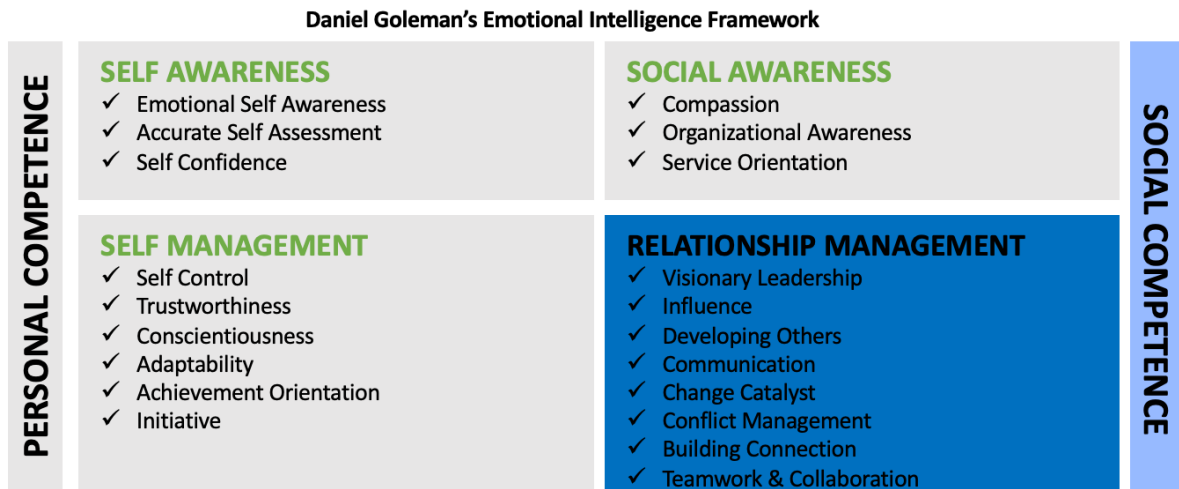 Daniel Goleman's Emotional Intelligence Framework
PERSONAL COMPETENCE
SELF AWARENESS
✓ Emotional Self Awareness
✓ Accurate Self Assessment
✓ Self Confidence
SOCIAL AWARENESS
✓ Compassion
✓ Organizational Awareness
✓ Service Orientation
SELF MANAGEMENT
✓ Self Control
✓ Trustworthiness
✓ Conscientiousness
✓ Adaptability
✓ Achievement Orientation
✓ Initiative
RELATIONSHIP MANAGEMENT
✓ Visionary Leadership
✓ Influence
✓ Developing Others
✓ Communication
✓ Change Catalyst
✓ Conflict Management
✓ Building Connection
✓ Teamwork & Collaboration
SOCIAL COMPETENCE